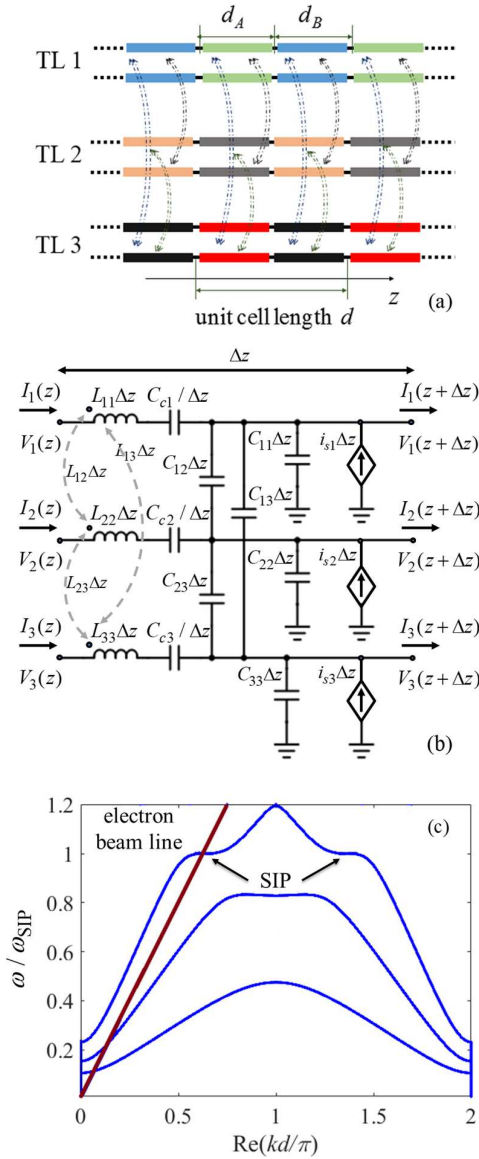 d_A d_B
TL 1
TL 2
TL 3
z
(a)
unit cell length d
Δz
I_1(z) L_11Δz C_c1 / Δz I_1(z + Δz)
V_1(z) L_13Δz V_1(z + Δz)
L_12Δz C_12Δz C_11Δz i_s1Δz
C_13Δz
I_2(z) L_22Δz C_c2 / Δz I_2(z + Δz)
V_2(z) V_2(z + Δz)
L_23Δz C_23Δz C_22Δz i_s2Δz
I_3(z) L_33Δz C_c3 / Δz I_3(z + Δz)
V_3(z) V_3(z + Δz)
C_33Δz i_s3Δz
(b)
1.2
electron
beam line
(c)
1
SIP
0.8
0.6
0.4
0.2
ω / ω_SIP
0 0.5 1 1.5 2
Re(kd/π)